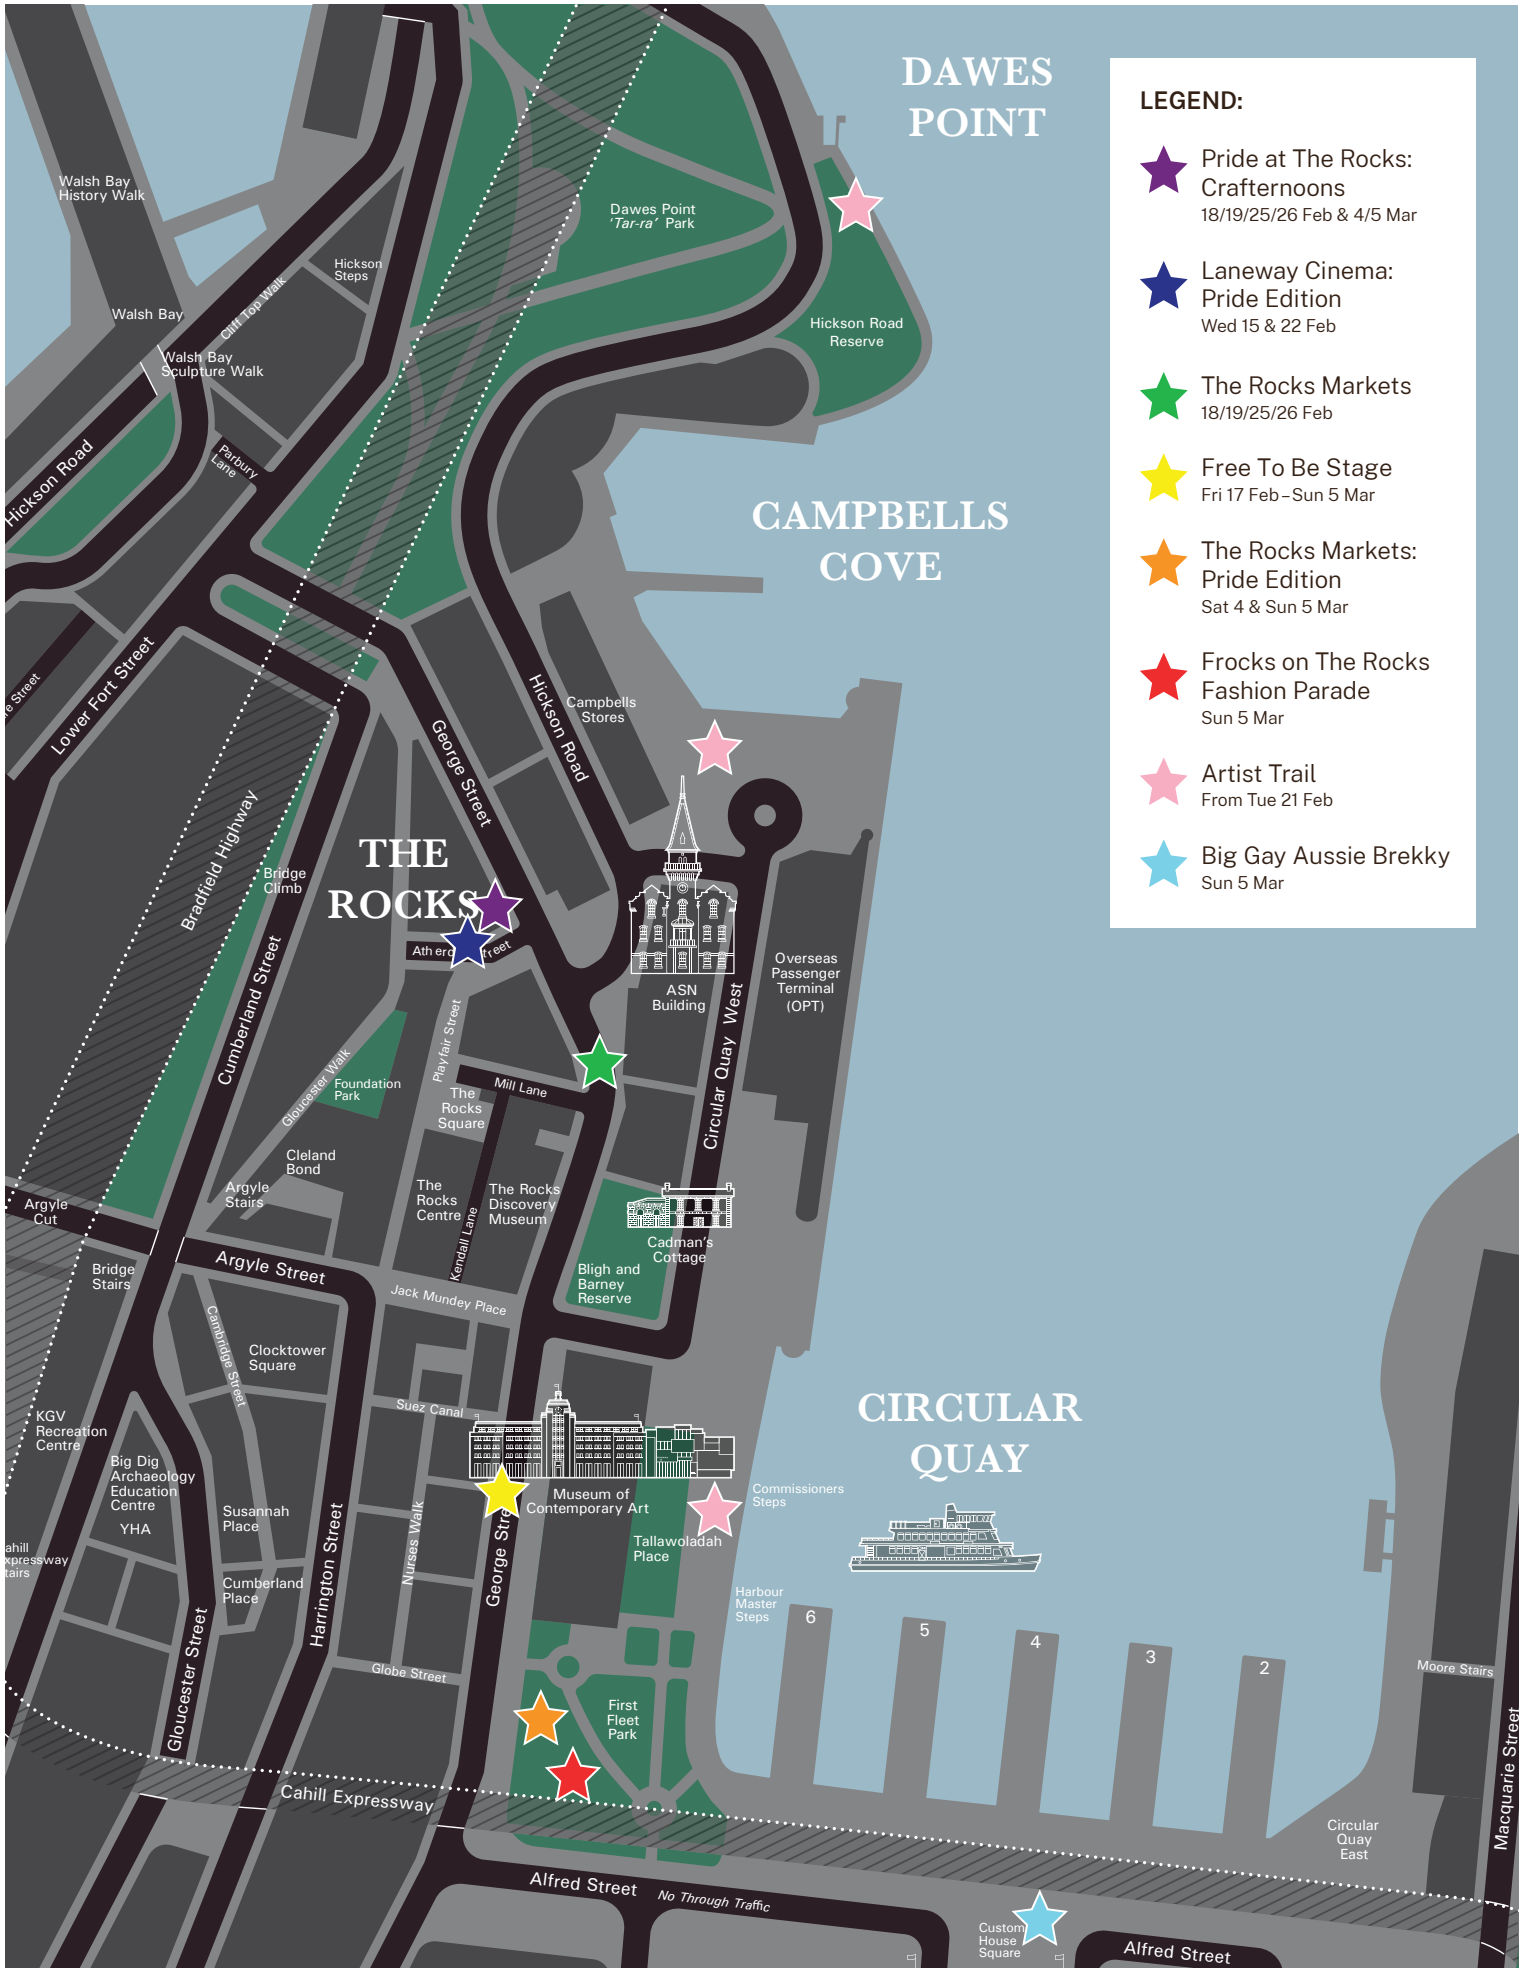 DAWES
POINT
LEGEND:
Pride at The Rocks:
Crafternoons
18/19/25/26 Feb & 4/5 Mar
Laneway Cinema:
Pride Edition
Wed 15 & 22 Feb
The Rocks Markets
18/19/25/26 Feb
Free To Be Stage
Fri 17 Feb – Sun 5 Mar
The Rocks Markets:
Pride Edition
Sat 4 & Sun 5 Mar
Frocks on The Rocks
Fashion Parade
Sun 5 Mar
Artist Trail
From Tue 21 Feb
Big Gay Aussie Brekky
Sun 5 Mar
Walsh Bay
History Walk
Dawes Point
‘Tar-ra’ Park
Hickson
Steps
Cliff Top Walk
Walsh Bay
Hickson Road
Reserve
Walsh Bay
Sculpture Walk
Hickson Road
Parbury
Lane
CAMPBELLS
COVE
Lower Fort Street
re Street
Hickson Road
Campbells
Stores
George Street
Bradfield Highway
THE
ROCKS
Bridge
Climb
Cumberland Street
Overseas
Passenger
Terminal
(OPT)
ASN
Building
Circular Quay West
Playfair Street
Gloucester Walk
Foundation
Park
Mill Lane
The
Rocks
Square
Cleland
Bond
Argyle
Stairs
The
Rocks
Centre
The Rocks
Discovery
Museum
Kendall Lane
Argyle
Cut
Cadman’s
Cottage
Bridge
Stairs
Argyle Street
Bligh and
Barney
Reserve
Jack Mundey Place
Cambridge Street
Clocktower
Square
Suez Canal
CIRCULAR
QUAY
KGV
Recreation
Centre
Big Dig
Archaeology
Education
Centre
YHA
Susannah
Place
Museum of
Contemporary Art
Commissioners
Steps
Tallawoladah
Place
Nurses Walk
Harrington Street
ahill
xpressway
tairs
Cumberland
Place
Harbour
Master
Steps
6
5
4
3
2
Gloucester Street
Globe Street
Moore Stairs
First
Fleet
Park
Macquarie Street
Cahill Expressway
Circular
Quay
East
Alfred Street
No Through Traffic
Custom
House
Square
Alfred Street